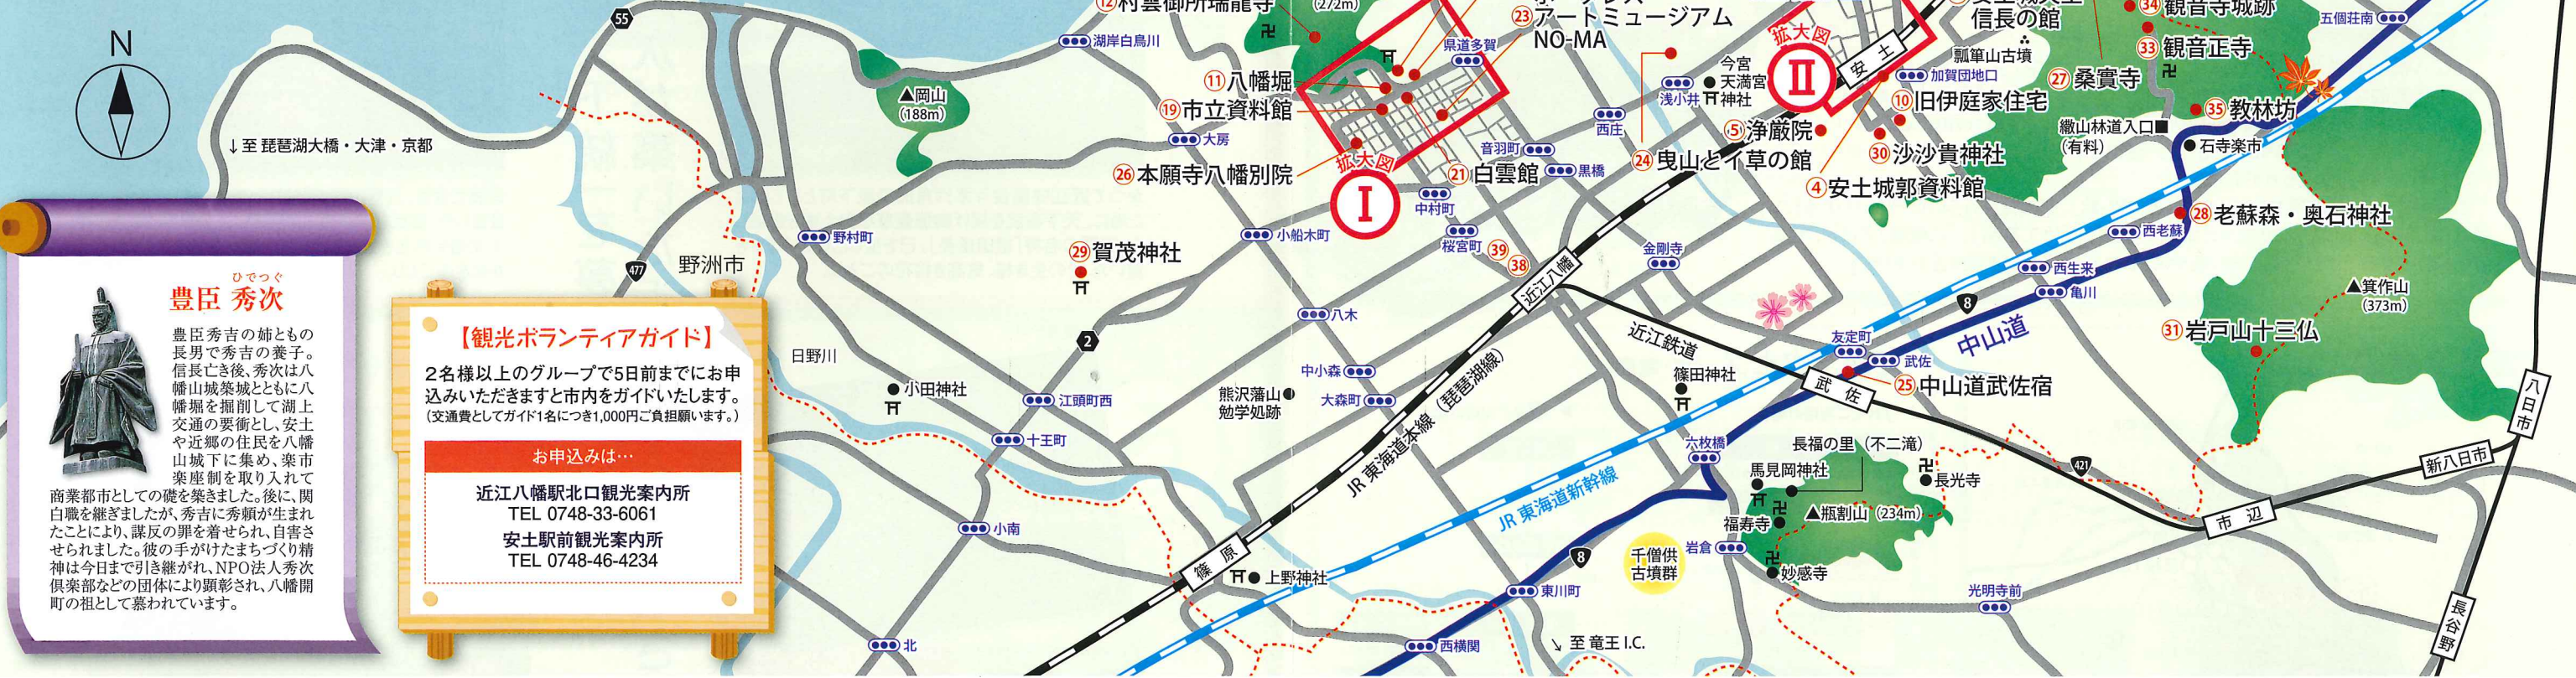 N
55
↓至 琵琶湖大橋・大津・京都
湖岸白鳥川
▲岡山
(188m)
(272m)
⑫村雲御所瑞龍寺
⑪八幡堀
⑲市立資料館
大房
㉖本願寺八幡別院
拡大図
Ⅰ
県道多賀
㉓
アートミュージアム
NO-MA
音羽町
黒橋
西庄
㉑白雲館
中村町
桜宮町
㊴
㊳
小船木町
野村町
477
野洲市
㉙賀茂神社
日野川
2
八木
小田神社
江頭町西
十王町
中小森
大森町
熊沢藩山
勉学処跡
小南
北
JR 東海道本線（琵琶湖線）
近江八幡
篠原
上野神社
今宮
天満宮
神社
浅小井
㉔曳山とイ草の館
拡大図
Ⅱ
安土
⑤浄厳院
信長の館
瓢箪山古墳
加賀団地口
⑩旧伊庭家住宅
㉚沙沙貴神社
④安土城郭資料館
㉞観音寺城跡
㉝観音正寺
㉗桑實寺
㉟教林坊
繖山林道入口■
(有料)
石寺楽市
五個荘南
㉘老蘇森・奥石神社
西老蘇
西生来
亀川
▲箕作山
(373m)
㉛岩戸山十三仏
8
中山道
金剛寺
近江鉄道
友定町
武佐
武佐
㉕中山道武佐宿
篠田神社
六枚橋
JR 東海道新幹線
長福の里（不二滝）
馬見岡神社
長光寺
▲瓶割山（234m）
福寿寺
岩倉
妙感寺
千僧供
古墳群
8
東川町
西横関
↘ 至 竜王 I.C.
光明寺前
421
市辺
新八日市
八日市
長谷野
ひでつぐ
豊臣 秀次
豊臣秀吉の姉ともの
長男で秀吉の養子。
信長亡き後、秀次は八
幡山城築城とともに八
幡堀を掘削して湖上
交通の要衝とし、安土
や近郷の住民を八幡
山城下に集め、楽市
楽座制を取り入れて
商業都市としての礎を築きました。後に、関
白職を継ぎましたが、秀吉に秀頼が生まれ
たことにより、謀反の罪を着せられ、自害さ
せられました。彼の手がけたまちづくり精
神は今日まで引き継がれ、NPO法人秀次
倶楽部などの団体により顕彰され、八幡開
町の祖として慕われています。
【観光ボランティアガイド】
2名様以上のグループで5日前までにお申
込みいただきますと市内をガイドいたします。
(交通費としてガイド1名につき1,000円ご負担願います。)
お申込みは…
近江八幡駅北口観光案内所
TEL 0748-33-6061
安土駅前観光案内所
TEL 0748-46-4234